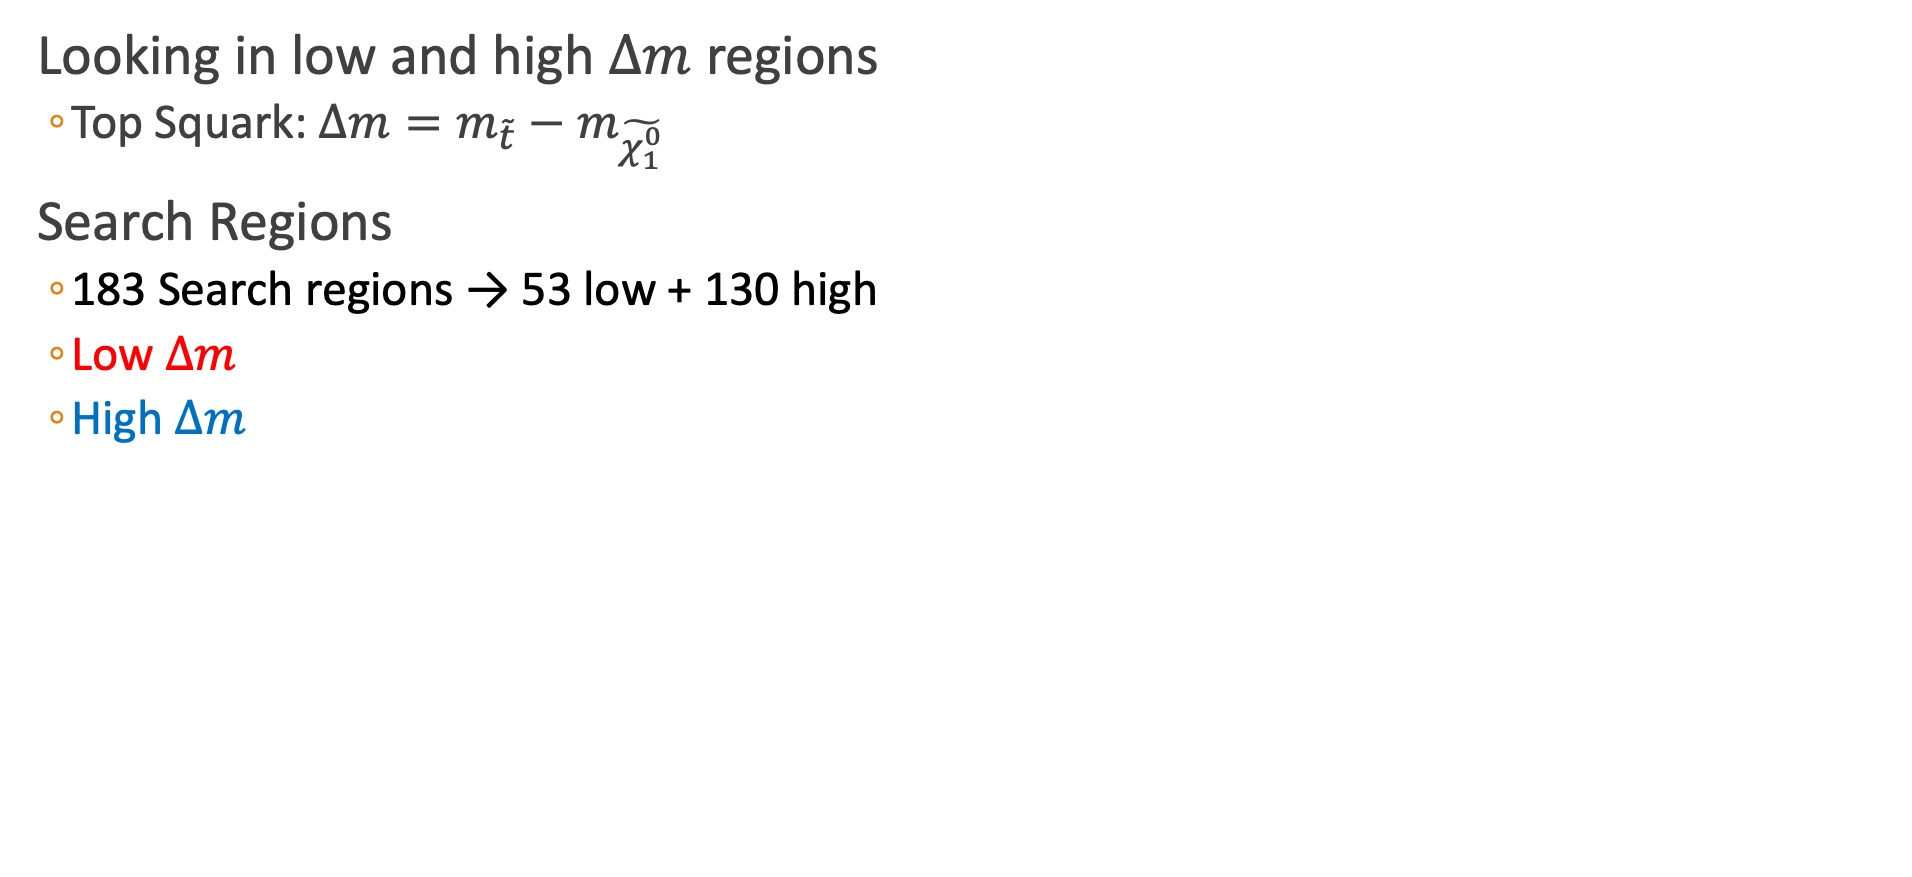 Looking in low and high Δ𝑚 regions
◦ Top Squark: Δ𝑚 = 𝑚_𝑡̃ − 𝑚_χ̃₁⁰
Search Regions
◦ 183 Search regions → 53 low + 130 high
◦ Low Δ𝑚
◦ High Δ𝑚